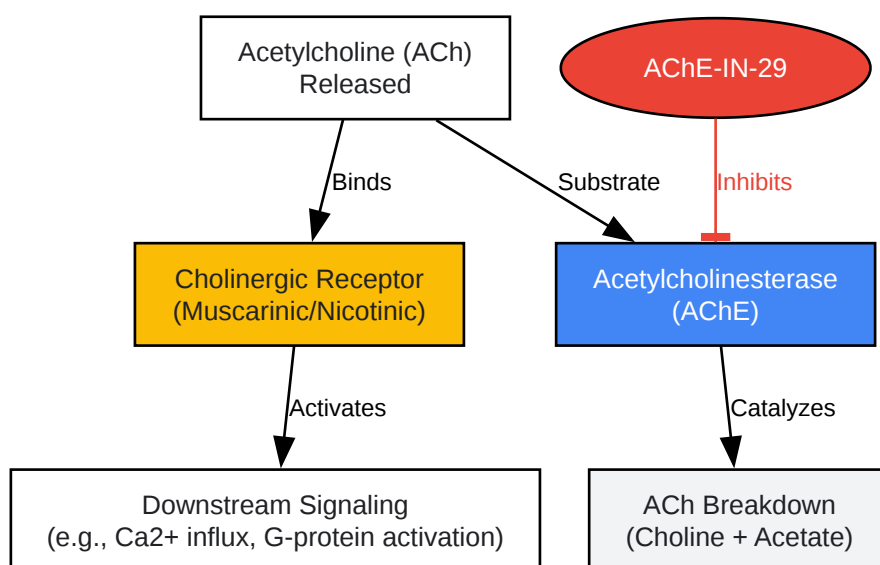 Acetylcholine (ACh)
Released
AChE-IN-29
Binds
Substrate
Inhibits
Cholinergic Receptor
(Muscarinic/Nicotinic)
Acetylcholinesterase
(AChE)
Activates
Catalyzes
Downstream Signaling
(e.g., Ca2+ influx, G-protein activation)
ACh Breakdown
(Choline + Acetate)